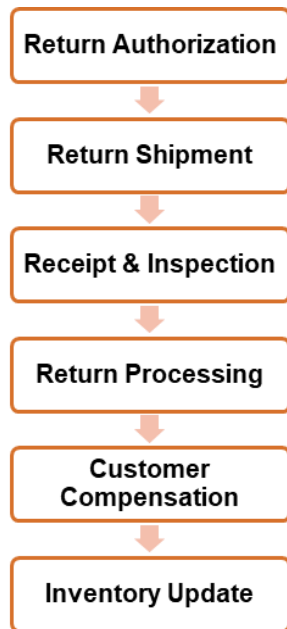 Return Authorization
Return Shipment
Receipt & Inspection
Return Processing
Customer
Compensation
Inventory Update